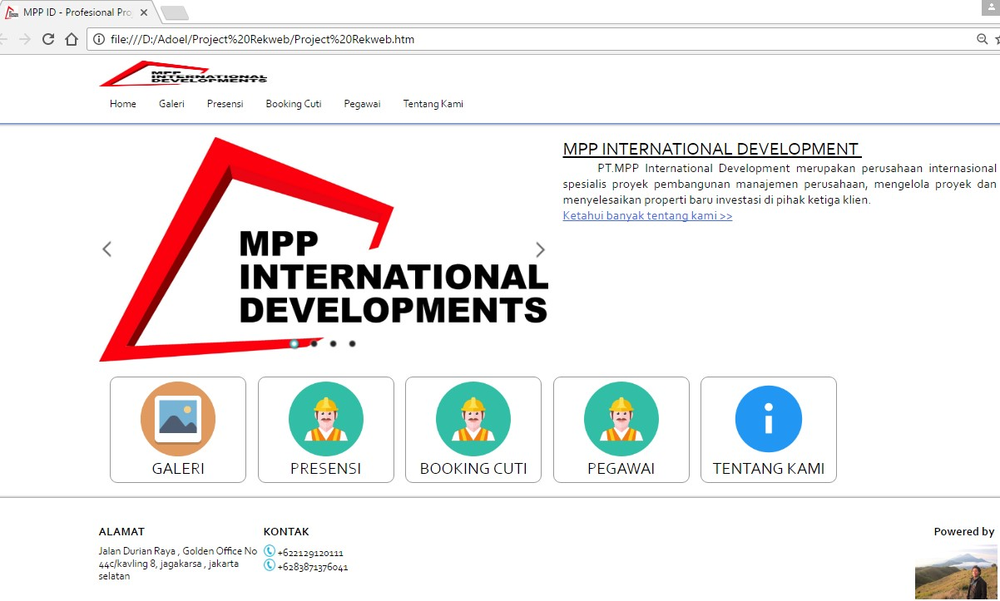 MPP ID - Profesional Pro
file:///D:/Adoel/Project%20Rekweb/Project%20Rekweb.htm
MPP
INTERNATIONAL
DEVELOPMENTS
Home Galeri Presensi Booking Cuti Pegawai Tentang Kami
MPP
INTERNATIONAL
DEVELOPMENTS
MPP INTERNATIONAL DEVELOPMENT
PT.MPP International Development merupakan perusahaan internasional
spesialis proyek pembangunan manajemen perusahaan, mengelola proyek dan
menyelesaikan properti baru investasi di pihak ketiga klien.
Ketahui banyak tentang kami >>
GALERI PRESENSI BOOKING CUTI PEGAWAI TENTANG KAMI
ALAMAT
Jalan Durian Raya , Golden Office No
44c/kavling 8, jagakarsa , jakarta
selatan
KONTAK
+622129120111
+6283871376041
Powered by